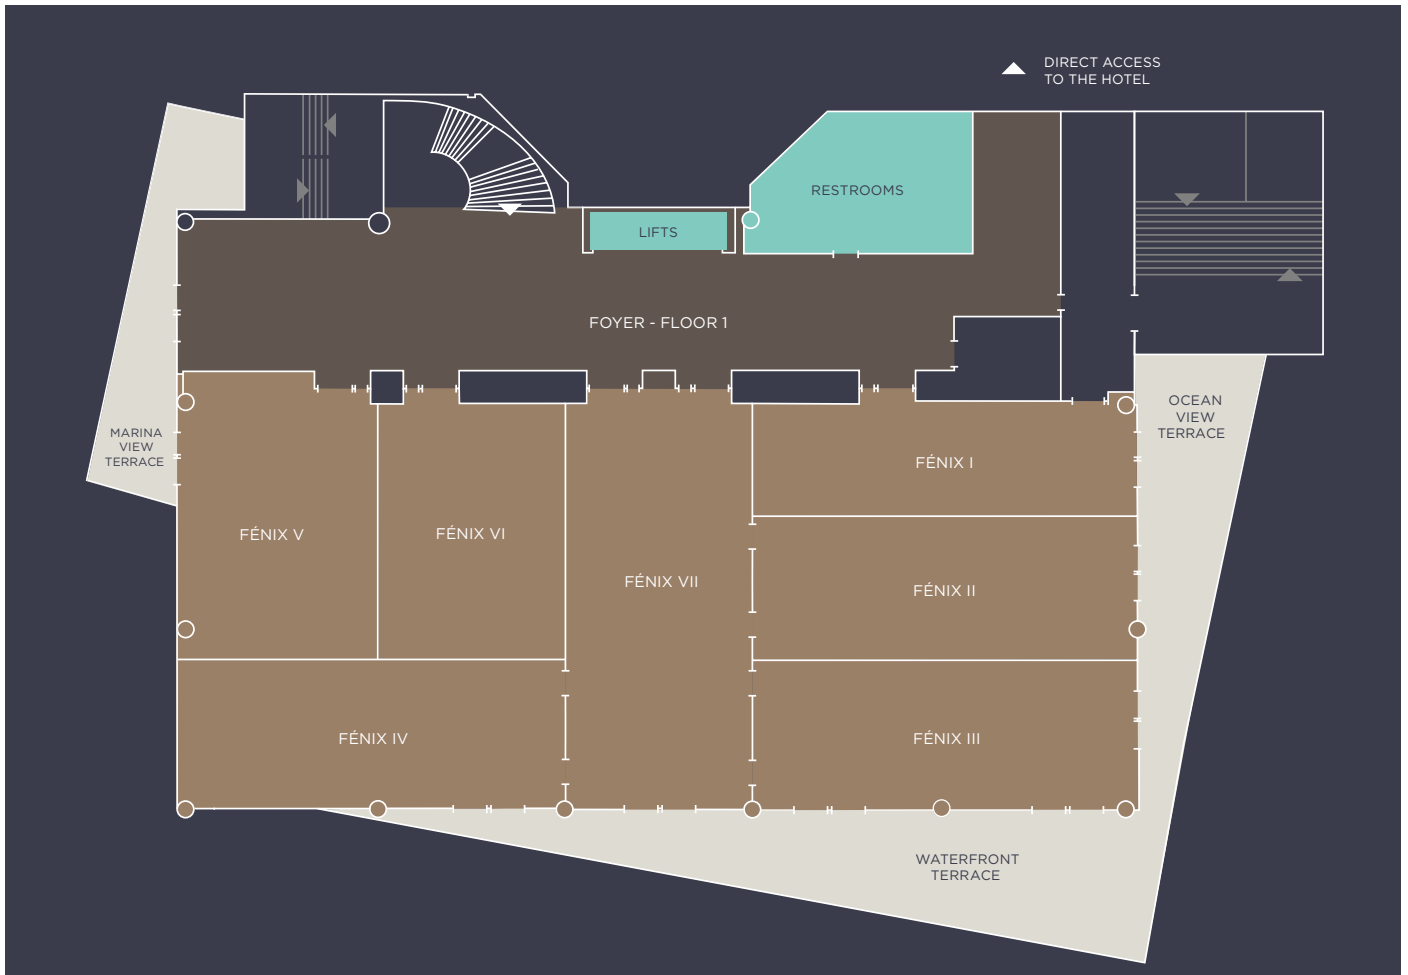 DIRECT ACCESS
TO THE HOTEL
RESTROOMS
LIFTS
FOYER - FLOOR 1
OCEAN
VIEW
TERRACE
MARINA
VIEW
TERRACE
FÉNIX I
FÉNIX V
FÉNIX VI
FÉNIX VII
FÉNIX II
FÉNIX IV
FÉNIX III
WATERFRONT
TERRACE